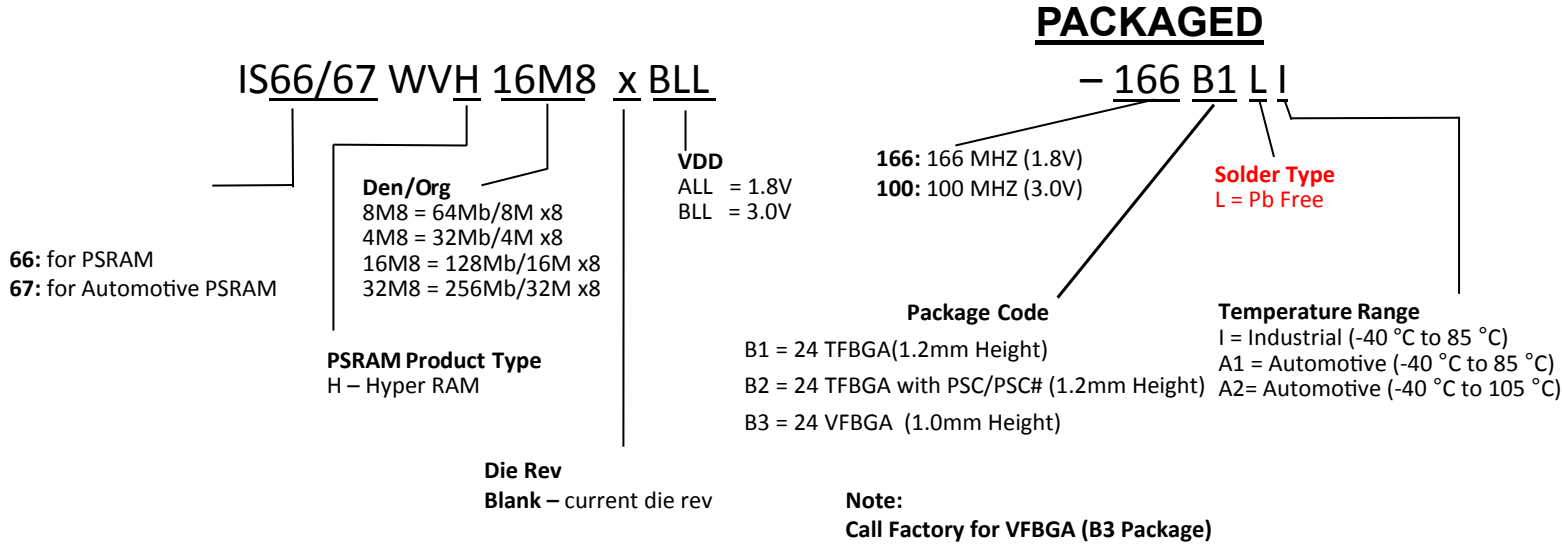 PACKAGED
IS66/67 WVH 16M8 x BLL
– 166 B1 L I
66: for PSRAM
67: for Automotive PSRAM
PSRAM Product Type
H – Hyper RAM
Den/Org
8M8 = 64Mb/8M x8
4M8 = 32Mb/4M x8
16M8 = 128Mb/16M x8
32M8 = 256Mb/32M x8
Die Rev
Blank – current die rev
VDD
ALL = 1.8V
BLL = 3.0V
166: 166 MHZ (1.8V)
100: 100 MHZ (3.0V)
Package Code
B1 = 24 TFBGA(1.2mm Height)
B2 = 24 TFBGA with PSC/PSC# (1.2mm Height)
B3 = 24 VFBGA (1.0mm Height)
Solder Type
L = Pb Free
Temperature Range
I = Industrial (-40 °C to 85 °C)
A1 = Automotive (-40 °C to 85 °C)
A2= Automotive (-40 °C to 105 °C)
Note:
Call Factory for VFBGA (B3 Package)